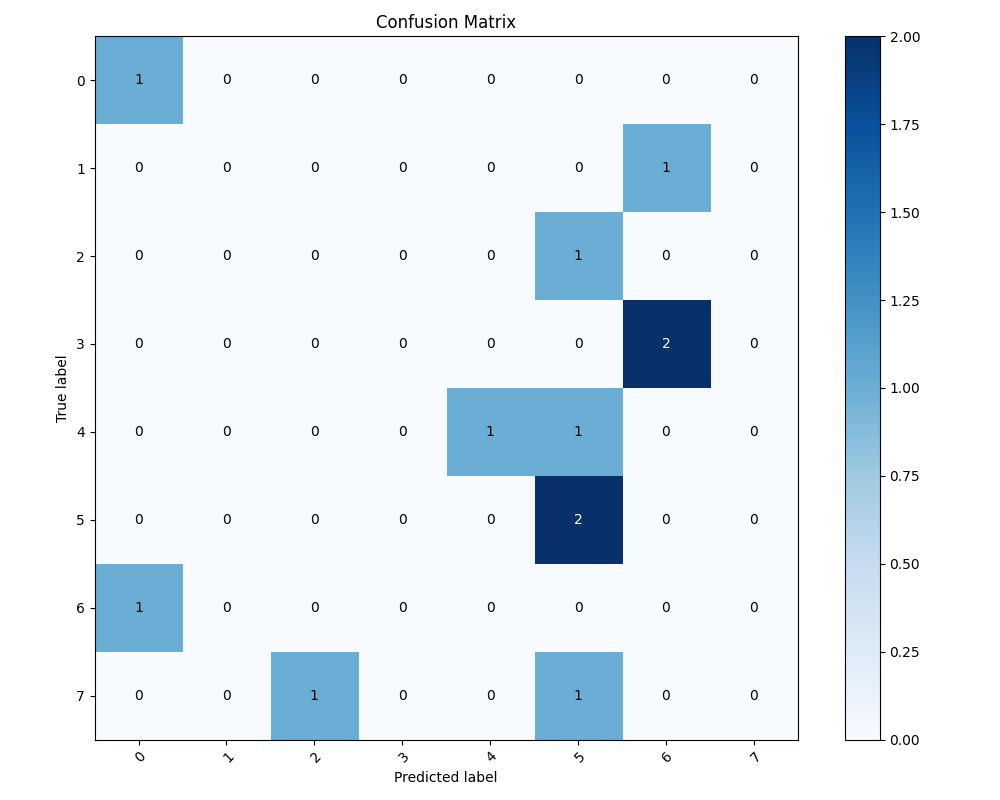 Confusion Matrix
0 1 0 0 0 0 0 0 0
1 0 0 0 0 0 0 1 0
2 0 0 0 0 0 1 0 0
3 0 0 0 0 0 0 2 0
4 0 0 0 0 1 1 0 0
5 0 0 0 0 0 2 0 0
6 1 0 0 0 0 0 0 0
7 0 0 1 0 0 1 0 0
0 1 2 3 4 5 6 7
True label
Predicted label
2.00
1.75
1.50
1.25
1.00
0.75
0.50
0.25
0.00